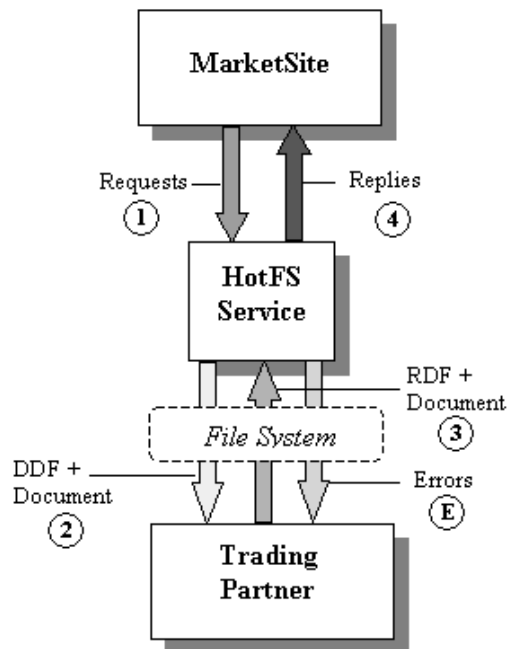 MarketSite
Requests
1
Replies
4
HotFS
Service
RDF +
Document
3
File System
DDF +
Document
2
Errors
E
Trading
Partner